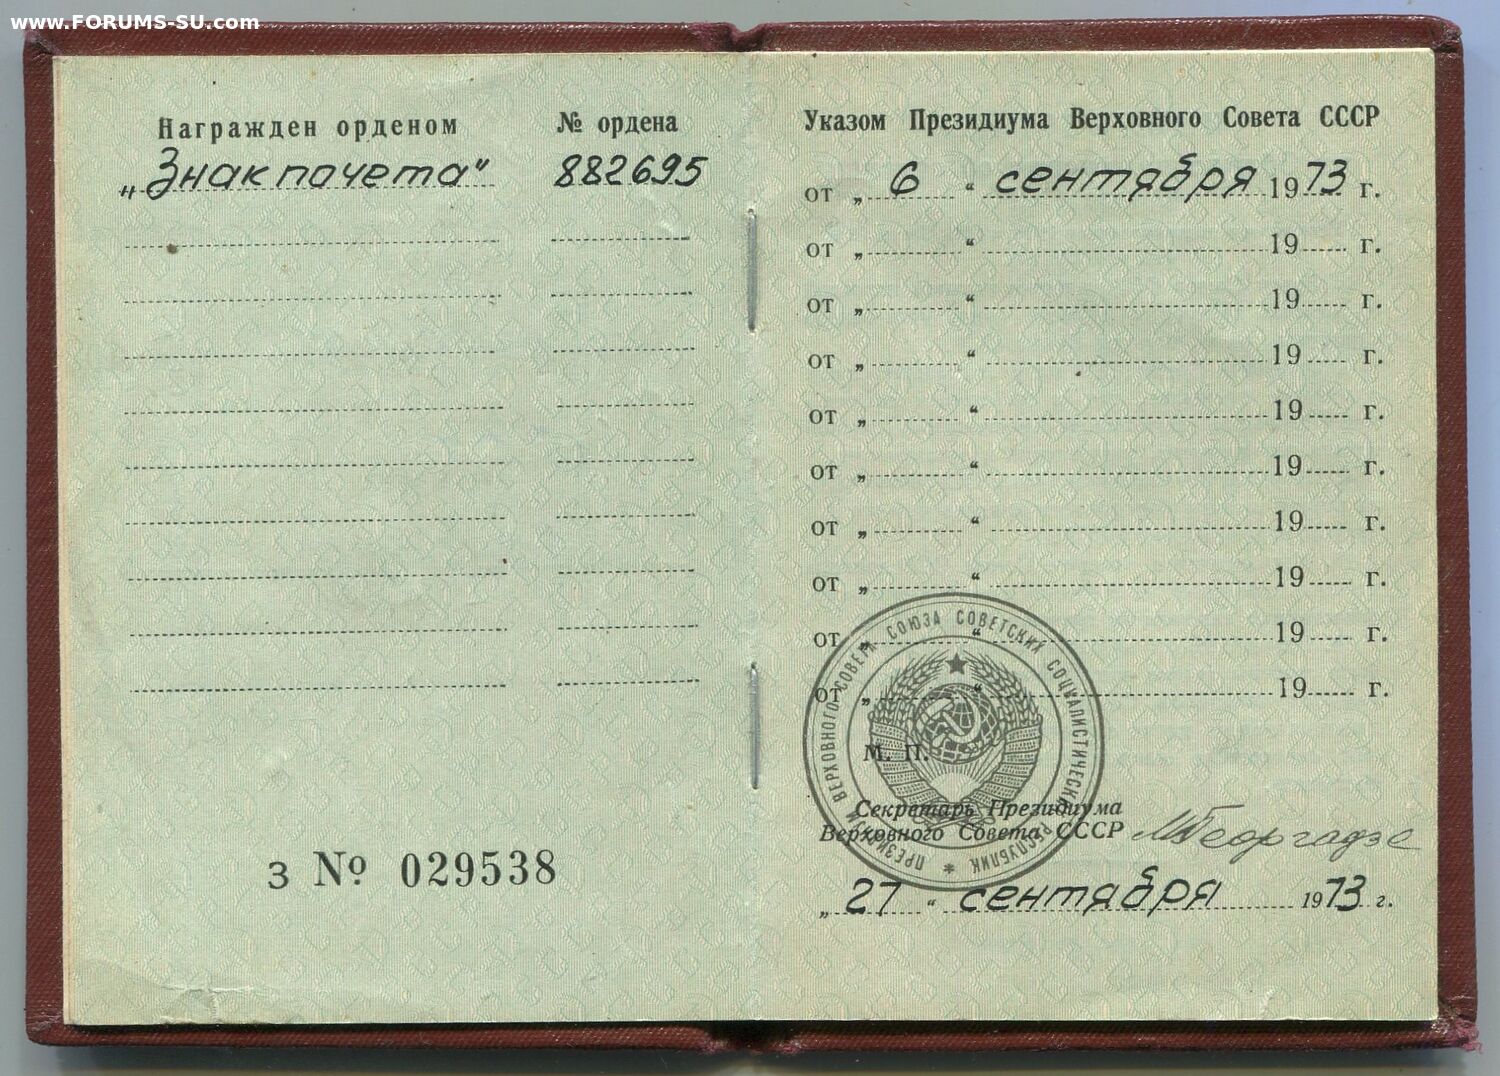 www.FORUMS-SU.com
Награжден орденом
№ ордена
„Знак почета“
882695
З № 029538
Указом Президиума Верховного Совета СССР
от „ 6 “ сентября 1973 г.
от „ “ 19 г.
от „ “ 19 г.
от „ “ 19 г.
от „ “ 19 г.
от „ “ 19 г.
от „ “ 19 г.
от „ “ 19 г.
от „ “ 19 г.
от „ “ 19 г.
М. П.
ПРЕЗИДИУМ ВЕРХОВНОГО СОВЕТА СОЮЗА СОВЕТСКИХ СОЦИАЛИСТИЧЕСКИХ РЕСПУБЛИК
Секретарь Президиума
Верховного Совета СССР МГеоргадзе
„ 27 “ сентября 1973 г.